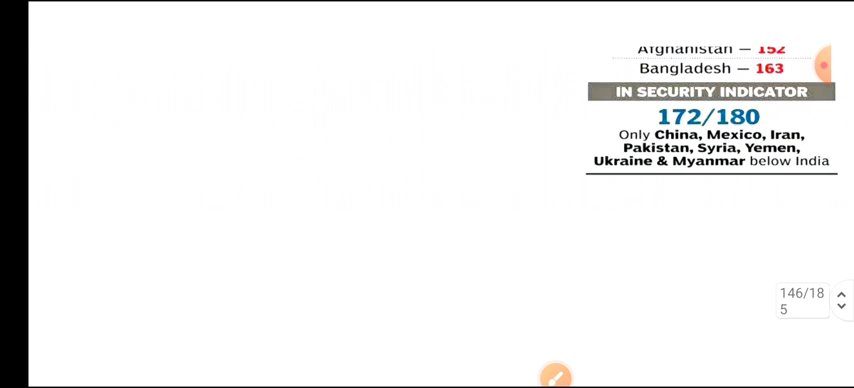 Afghanistan — 152
Bangladesh — 163
IN SECURITY INDICATOR
172/180
Only China, Mexico, Iran,
Pakistan, Syria, Yemen,
Ukraine & Myanmar below India
146/18
5